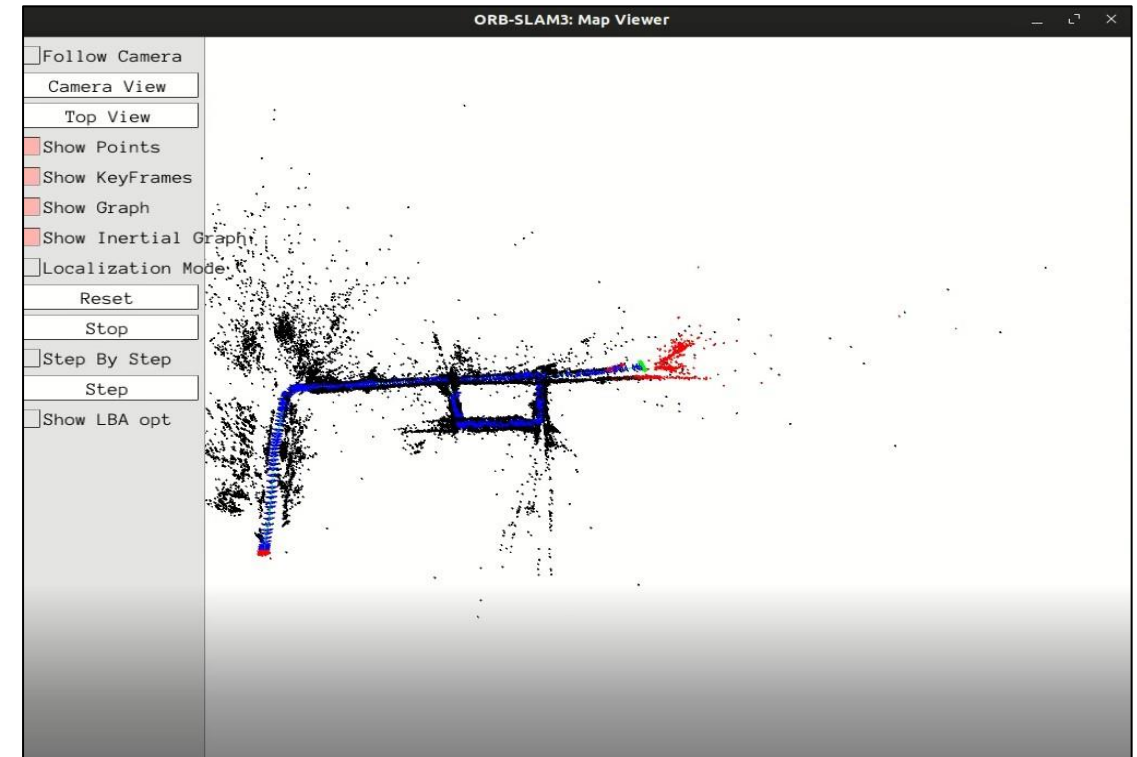 ORB-SLAM3: Map Viewer
Follow Camera
Camera View
Top View
Show Points
Show KeyFrames
Show Graph
Show Inertial Graph
Localization Mode
Reset
Stop
Step By Step
Step
Show LBA opt